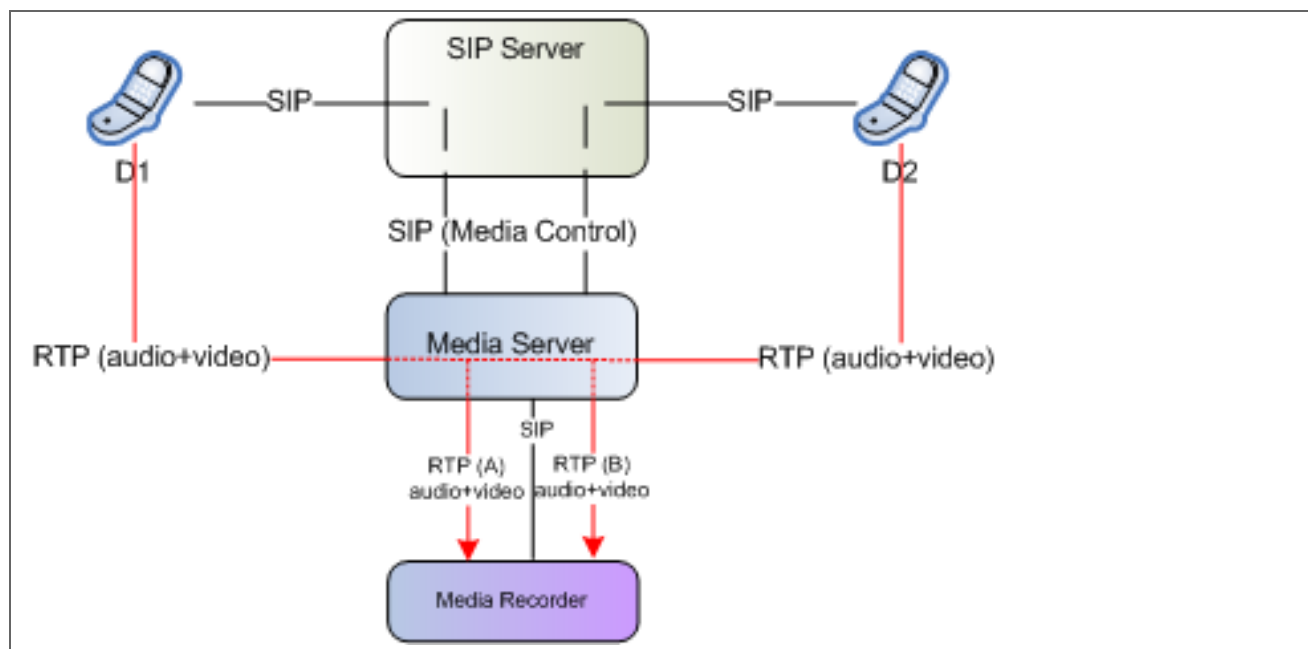 SIP Server
SIP
SIP
D1
D2
SIP (Media Control)
Media Server
RTP (audio+video)
RTP (audio+video)
SIP
RTP (A)
audio+video
RTP (B)
audio+video
Media Recorder